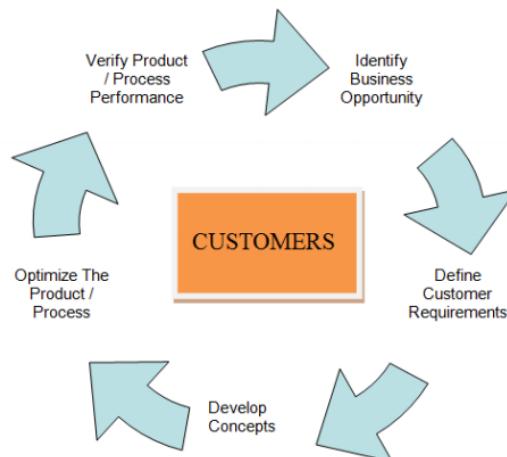 Verify Product
/ Process
Performance
Identify
Business
Opportunity
CUSTOMERS
Optimize The
Product /
Process
Define
Customer
Requirements
Develop
Concepts